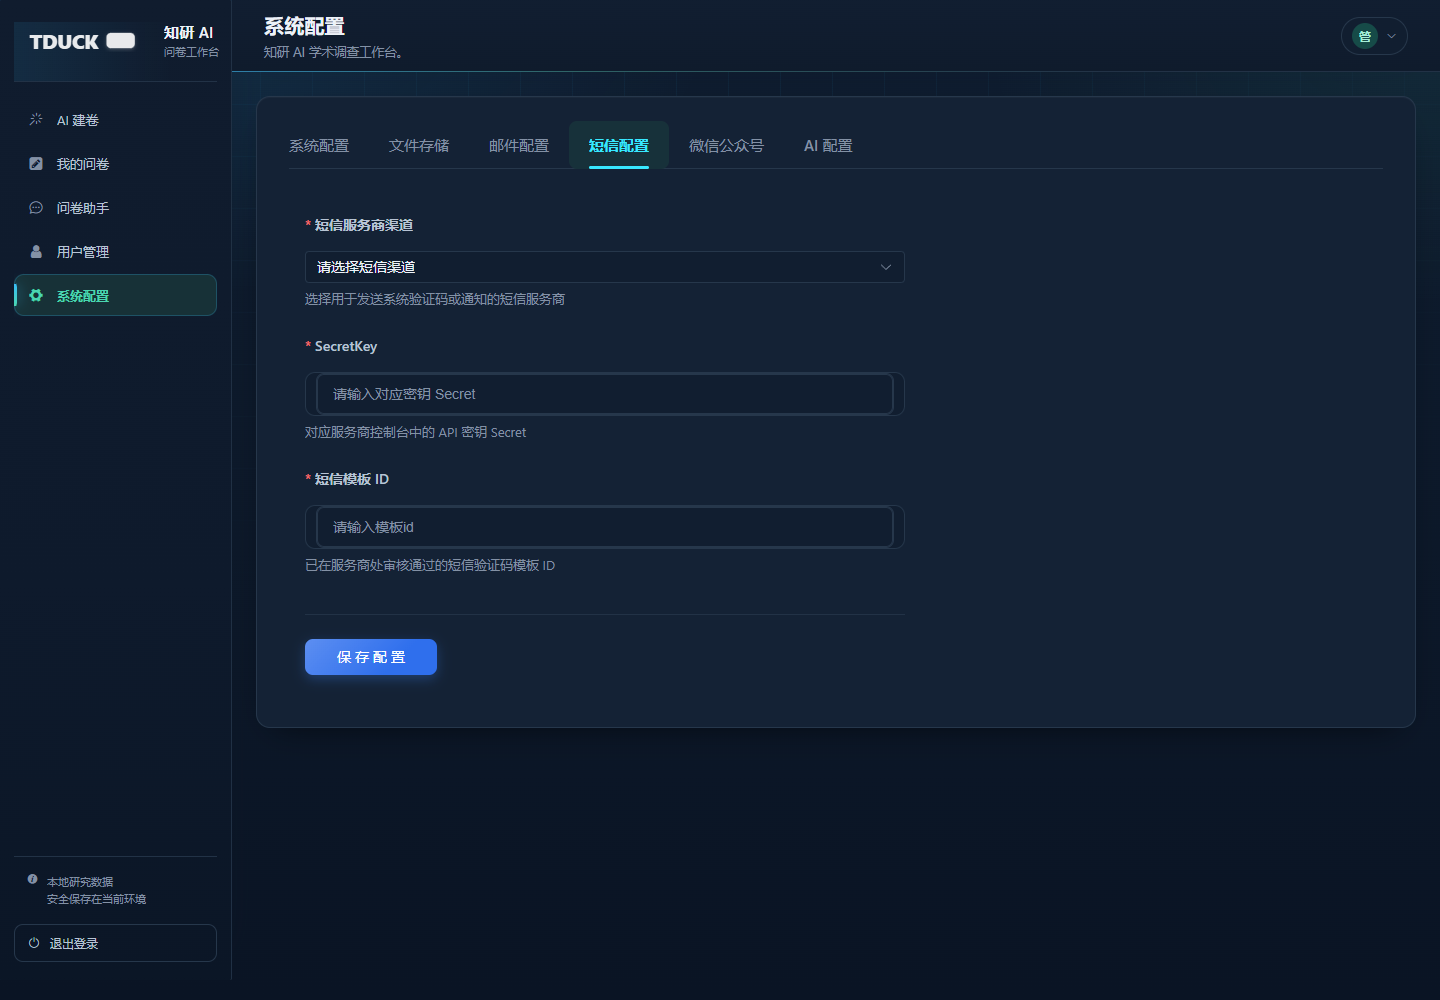 TDUCK
知研 AI
问卷工作台
系统配置
知研 AI 学术调查工作台。
管
AI 建卷
我的问卷
问卷助手
用户管理
系统配置
系统配置
文件存储
邮件配置
短信配置
微信公众号
AI 配置
* 短信服务商渠道
请选择短信渠道
选择用于发送系统验证码或通知的短信服务商
* SecretKey
请输入对应密钥 Secret
对应服务商控制台中的 API 密钥 Secret
* 短信模板 ID
请输入模板id
已在服务商处审核通过的短信验证码模板 ID
保存配置
本地研究数据
安全保存在当前环境
退出登录